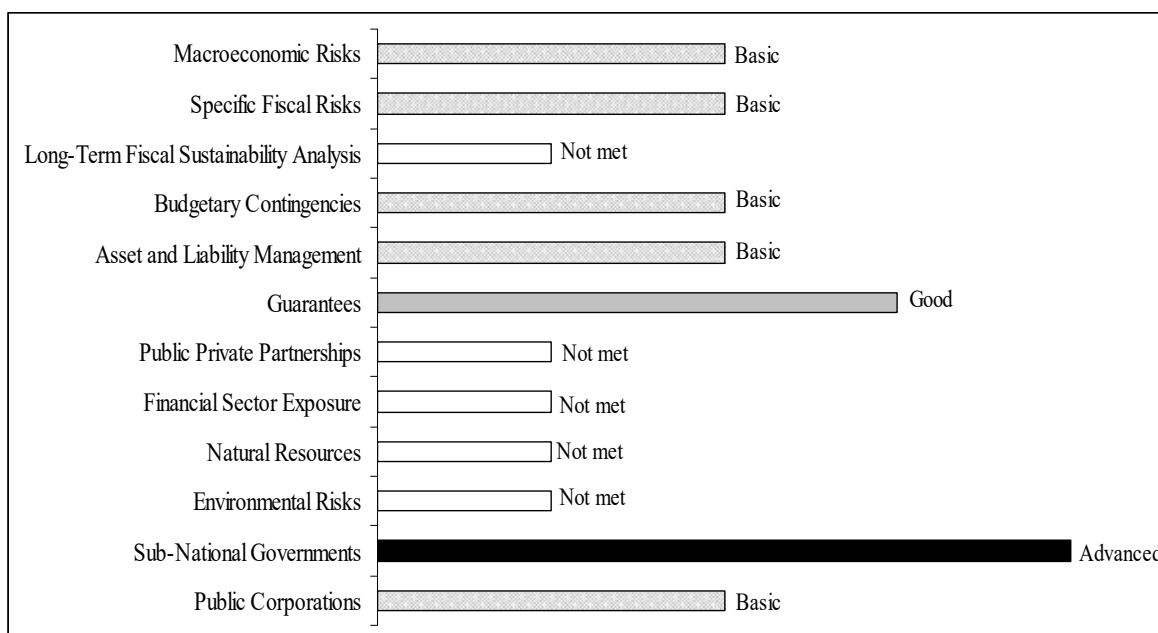 Macroeconomic Risks Basic
Specific Fiscal Risks Basic
Long-Term Fiscal Sustainability Analysis Not met
Budgetary Contingencies Basic
Asset and Liability Management Basic
Guarantees Good
Public Private Partnerships Not met
Financial Sector Exposure Not met
Natural Resources Not met
Environmental Risks Not met
Sub-National Governments Advanced
Public Corporations Basic